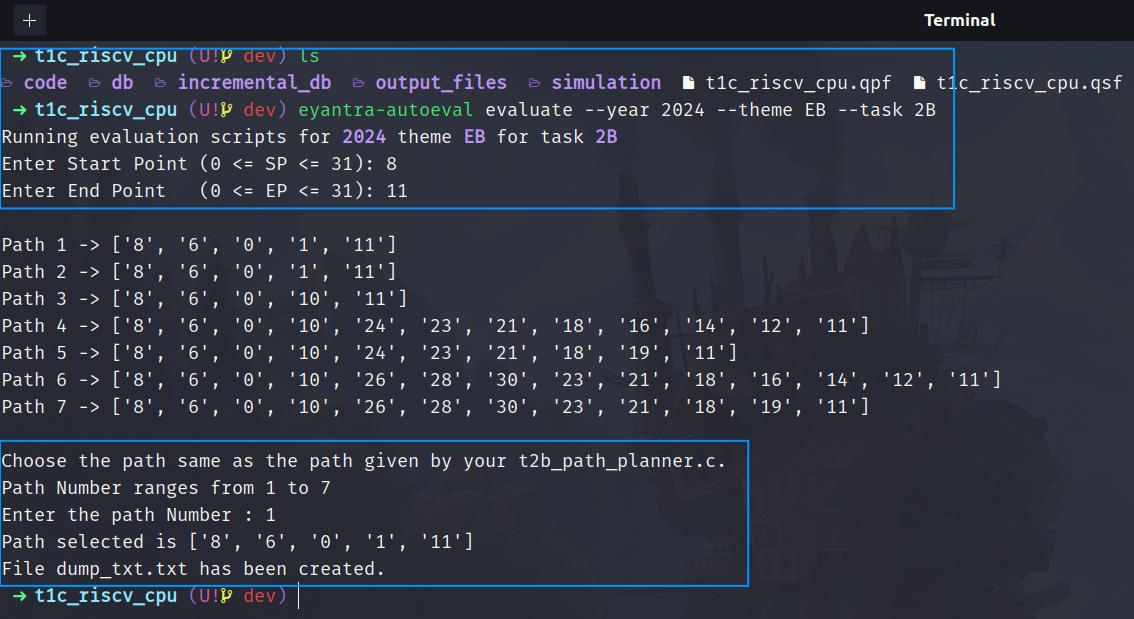 +
Terminal
→ t1c_riscv_cpu (U! dev) ls
code db incremental_db output_files simulation t1c_riscv_cpu.qpf t1c_riscv_cpu.qsf
→ t1c_riscv_cpu (U! dev) eyantra-autoeval evaluate --year 2024 --theme EB --task 2B
Running evaluation scripts for 2024 theme EB for task 2B
Enter Start Point (0 <= SP <= 31): 8
Enter End Point (0 <= EP <= 31): 11
Path 1 -> ['8', '6', '0', '1', '11']
Path 2 -> ['8', '6', '0', '1', '11']
Path 3 -> ['8', '6', '0', '10', '11']
Path 4 -> ['8', '6', '0', '10', '24', '23', '21', '18', '16', '14', '12', '11']
Path 5 -> ['8', '6', '0', '10', '24', '23', '21', '18', '19', '11']
Path 6 -> ['8', '6', '0', '10', '26', '28', '30', '23', '21', '18', '16', '14', '12', '11']
Path 7 -> ['8', '6', '0', '10', '26', '28', '30', '23', '21', '18', '19', '11']
Choose the path same as the path given by your t2b_path_planner.c.
Path Number ranges from 1 to 7
Enter the path Number : 1
Path selected is ['8', '6', '0', '1', '11']
File dump_txt.txt has been created.
→ t1c_riscv_cpu (U! dev)